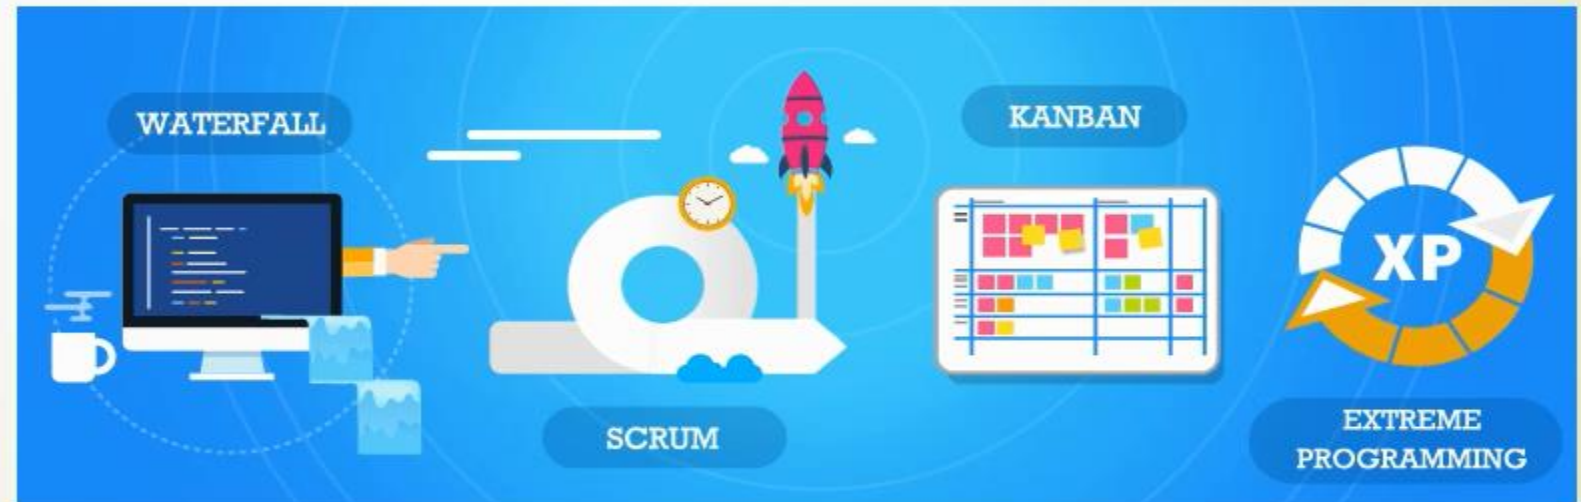 WATERFALL
SCRUM
KANBAN
XP
EXTREME
PROGRAMMING